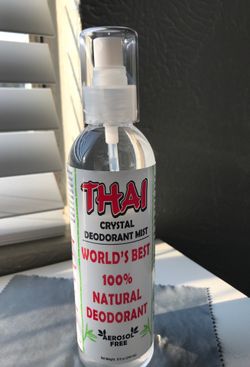 THAI
CRYSTAL
DEODORANT MIST
WORLD'S BEST
100%
NATURAL
DEODORANT
AEROSOL
FREE